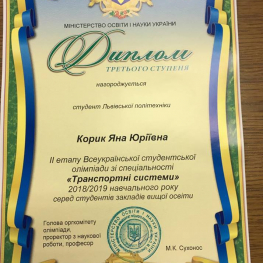 МІНІСТЕРСТВО ОСВІТИ І НАУКИ УКРАЇНИ
Диплом
ТРЕТЬОГО СТУПЕНЯ
нагороджується
студент Львівської політехніки
Корик Яна Юріївна
ІІ етапу Всеукраїнської студентської
олімпіади зі спеціальності
«Транспортні системи»
2018/2019 навчального року
серед студентів закладів вищої освіти
Голова оргкомітету
олімпіади,
проректор з наукової
роботи, професор
М.К. Сухонос